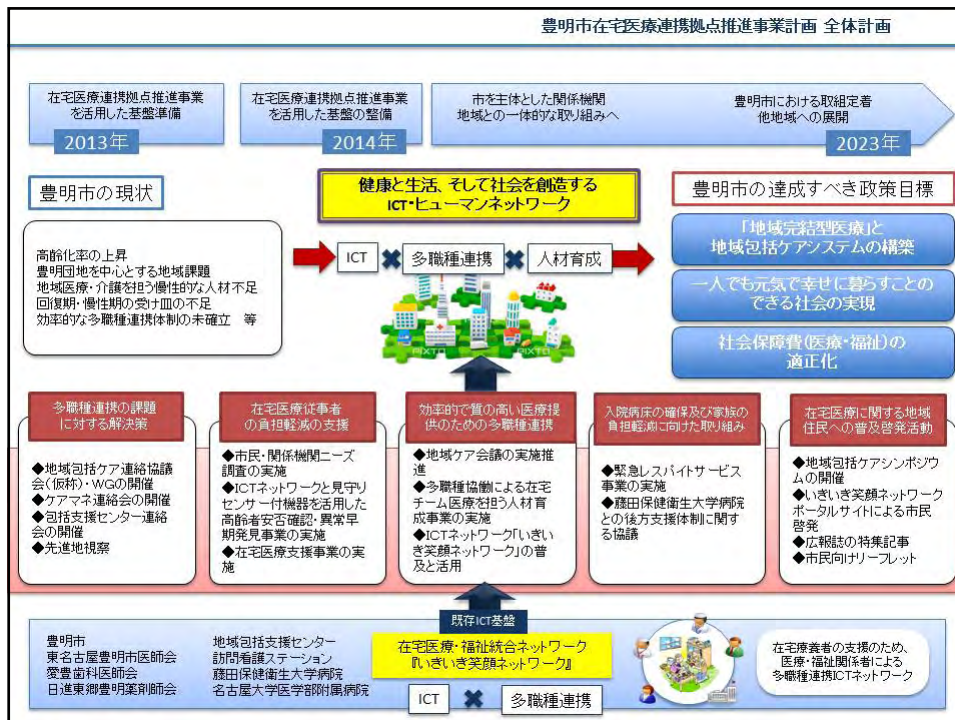 豊明市在宅医療連携拠点推進事業計画 全体計画
在宅医療連携拠点推進事業
を活用した基盤準備
2013年
在宅医療連携拠点推進事業
を活用した基盤の整備
2014年
市を主体とした関係機関
地域との一体的な取り組みへ
豊明市における取組定着
他地域への展開
2023年
豊明市の現状
高齢化率の上昇
豊明団地を中心とする地域課題
地域医療・介護を担う慢性的な人材不足
回復期・慢性期の受け皿の不足
効率的な多職種連携体制の未確立 等
健康と生活、そして社会を創造する
ICT・ヒューマンネットワーク
ICT
多職種連携
人材育成
PIXTA
PIXTA
豊明市の達成すべき政策目標
「地域完結型医療」と
地域包括ケアシステムの構築
一人でも元気で幸せに暮らすことの
できる社会の実現
社会保障費(医療・福祉)の
適正化
多職種連携の課題
に対する解決策
◆地域包括ケア連絡協議
会(仮称)・WGの開催
◆ケアマネ連絡会の開催
◆包括支援センター連絡
会の開催
◆先進地視察
在宅医療従事者
の負担軽減の支援
◆市民・関係機関ニーズ
調査の実施
◆ICTネットワークと見守り
センサー付機器を活用した
高齢者安否確認・異常早
期発見事業の実施
◆在宅医療支援事業の実
施
効率的で質の高い医療提
供のための多職種連携
◆地域ケア会議の実施推
進
◆多職種協働による在宅
チーム医療を担う人材育
成事業の実施
◆ICTネットワーク「いきい
き笑顔ネットワーク」の普
及と活用
入院病床の確保及び家族の
負担軽減に向けた取り組み
◆緊急レスパイトサービス
事業の実施
◆藤田保健衛生大学病院
との後方支援体制に関す
る協議
在宅医療に関する地域
住民への普及啓発活動
◆地域包括ケアシンポジウ
ムの開催
◆いきいき笑顔ネットワーク
ポータルサイトによる市民
啓発
◆広報誌の特集記事
◆市民向けリーフレット
豊明市
東名古屋豊明市医師会
愛豊歯科医師会
日進東郷豊明薬剤師会
地域包括支援センター
訪問看護ステーション
藤田保健衛生大学病院
名古屋大学医学部附属病院
既存ICT基盤
在宅医療・福祉統合ネットワーク
『いきいき笑顔ネットワーク』
ICT
多職種連携
在宅療養者の支援のため、
医療・福祉関係者による
多職種連携ICTネットワーク